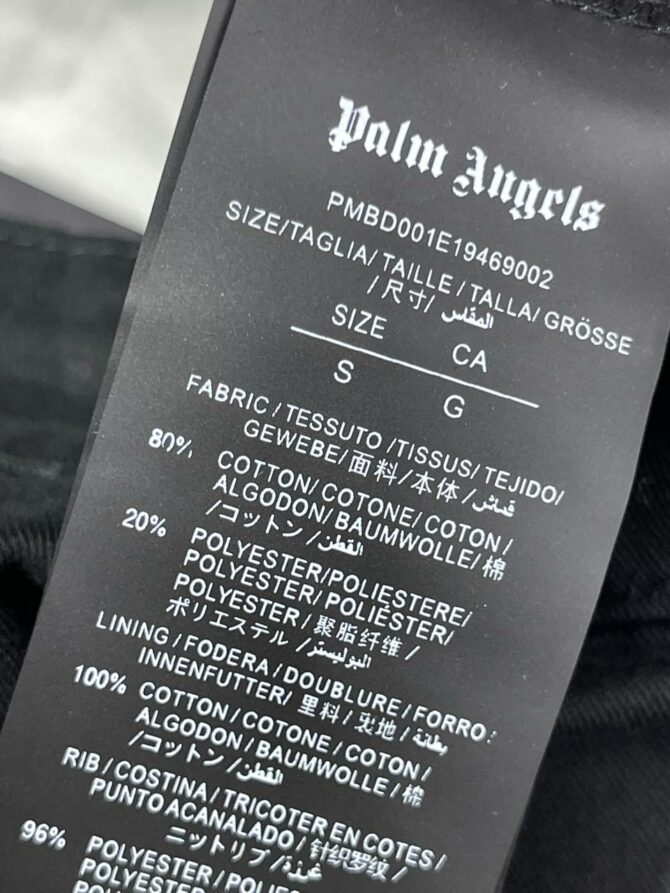 Palm Angels
PMBD001E19469002
SIZE/TAGLIA/TAILLE/TALLA/GRÖSSE
/尺寸/ المقاس
SIZE CA
S G
FABRIC/TESSUTO/TISSUS/TEJIDO/
GEWEBE/面料/本体/قماش
80% COTTON/COTONE/COTON/
ALGODON/BAUMWOLLE/棉
/コットン/القطن
20% POLYESTER/POLIESTERE/
POLYESTER/POLIÉSTER/
POLYESTER/聚脂纤维/
ポリエステル/البوليستر
LINING/FODERA/DOUBLURE/FORRO:
INNENFUTTER/里料/裏地/بطانة
100% COTTON/COTONE/COTON/
ALGODON/BAUMWOLLE/棉
/コットン/القطن
RIB/COSTINA/TRICOTER EN COTES/
PUNTO ACANALADO/针织罗纹/
ニットリブ/
96% POLYESTER/POLIES
POLYESTER/POL